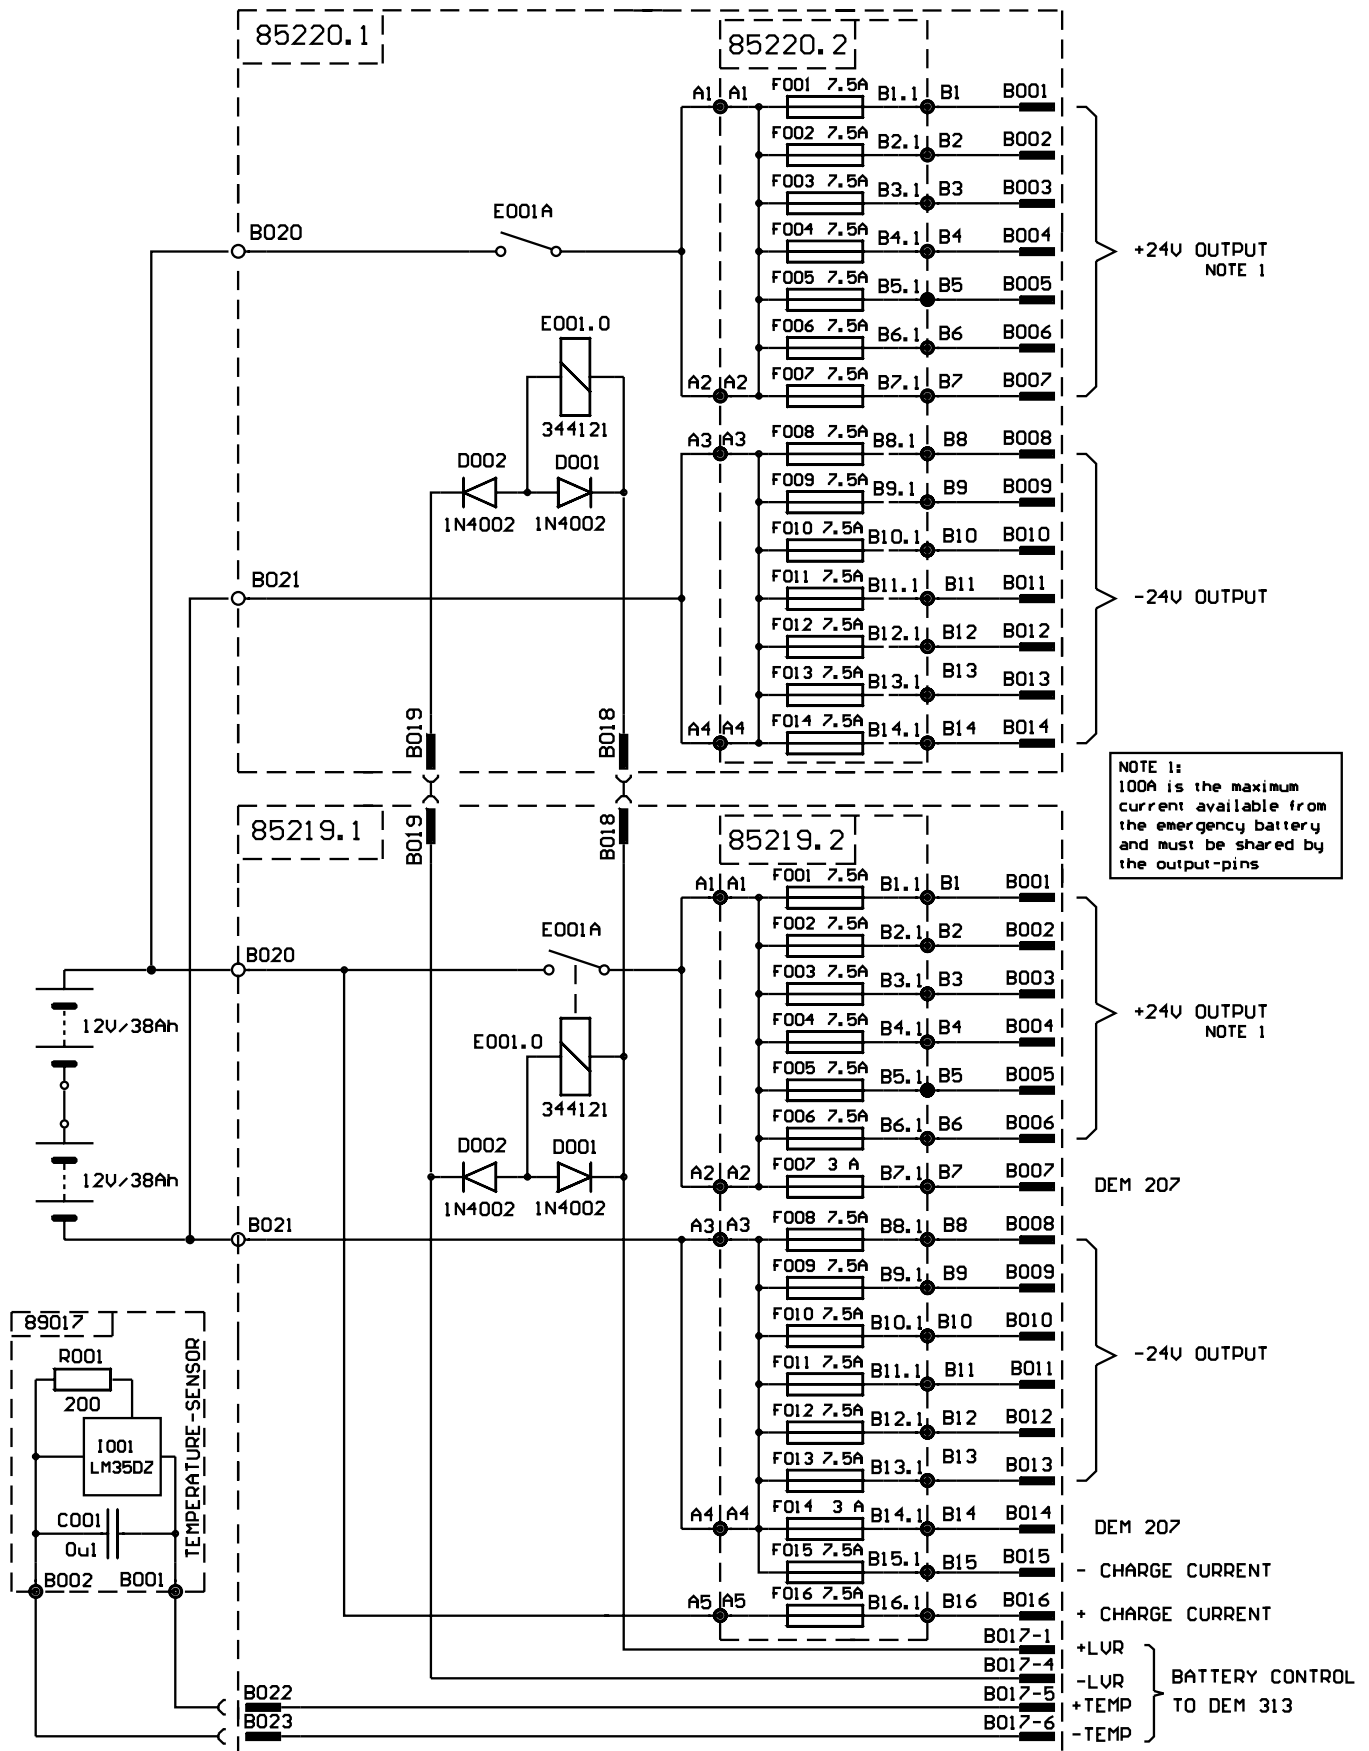 85220.1
85220.2
A1 A1 F001 7.5A B1.1 B1 B001
F002 7.5A B2.1 B2 B002
F003 7.5A B3.1 B3 B003
E001A
B020
F004 7.5A B4.1 B4 B004
+24V OUTPUT
NOTE 1
F005 7.5A B5.1 B5 B005
E001.0
F006 7.5A B6.1 B6 B006
A2 A2 F007 7.5A B7.1 B7 B007
344121
A3 A3 F008 7.5A B8.1 B8 B008
D002 D001
F009 7.5A B9.1 B9 B009
1N4002 1N4002
F010 7.5A B10.1 B10 B010
B021
F011 7.5A B11.1 B11 B011
-24V OUTPUT
F012 7.5A B12.1 B12 B012
F013 7.5A B13.1 B13 B013
A4 A4 F014 7.5A B14.1 B14 B014
B019 B018
NOTE 1:
100A is the maximum
current available from
the emergency battery
and must be shared by
the output-pins
B019 B018
85219.1
85219.2
A1 A1 F001 7.5A B1.1 B1 B001
F002 7.5A B2.1 B2 B002
E001A
B020
F003 7.5A B3.1 B3 B003
+24V OUTPUT
NOTE 1
12V/38Ah
F004 7.5A B4.1 B4 B004
E001.0
F005 7.5A B5.1 B5 B005
344121
F006 7.5A B6.1 B6 B006
D002 D001
A2 A2 F007 3 A B7.1 B7 B007 DEM 207
12V/38Ah
1N4002 1N4002
B021
A3 A3 F008 7.5A B8.1 B8 B008
F009 7.5A B9.1 B9 B009
F010 7.5A B10.1 B10 B010
-24V OUTPUT
F011 7.5A B11.1 B11 B011
F012 7.5A B12.1 B12 B012
F013 7.5A B13.1 B13 B013
A4 A4 F014 3 A B14.1 B14 B014 DEM 207
F015 7.5A B15.1 B15 B015 - CHARGE CURRENT
A5 A5 F016 7.5A B16.1 B16 B016 + CHARGE CURRENT
89017
R001
200
I001
LM35DZ
TEMPERATURE-SENSOR
C001
0u1
B002 B001
B017-1 +LVR
B017-4 -LVR
B022 B017-5 +TEMP
B023 B017-6 -TEMP
BATTERY CONTROL
TO DEM 313